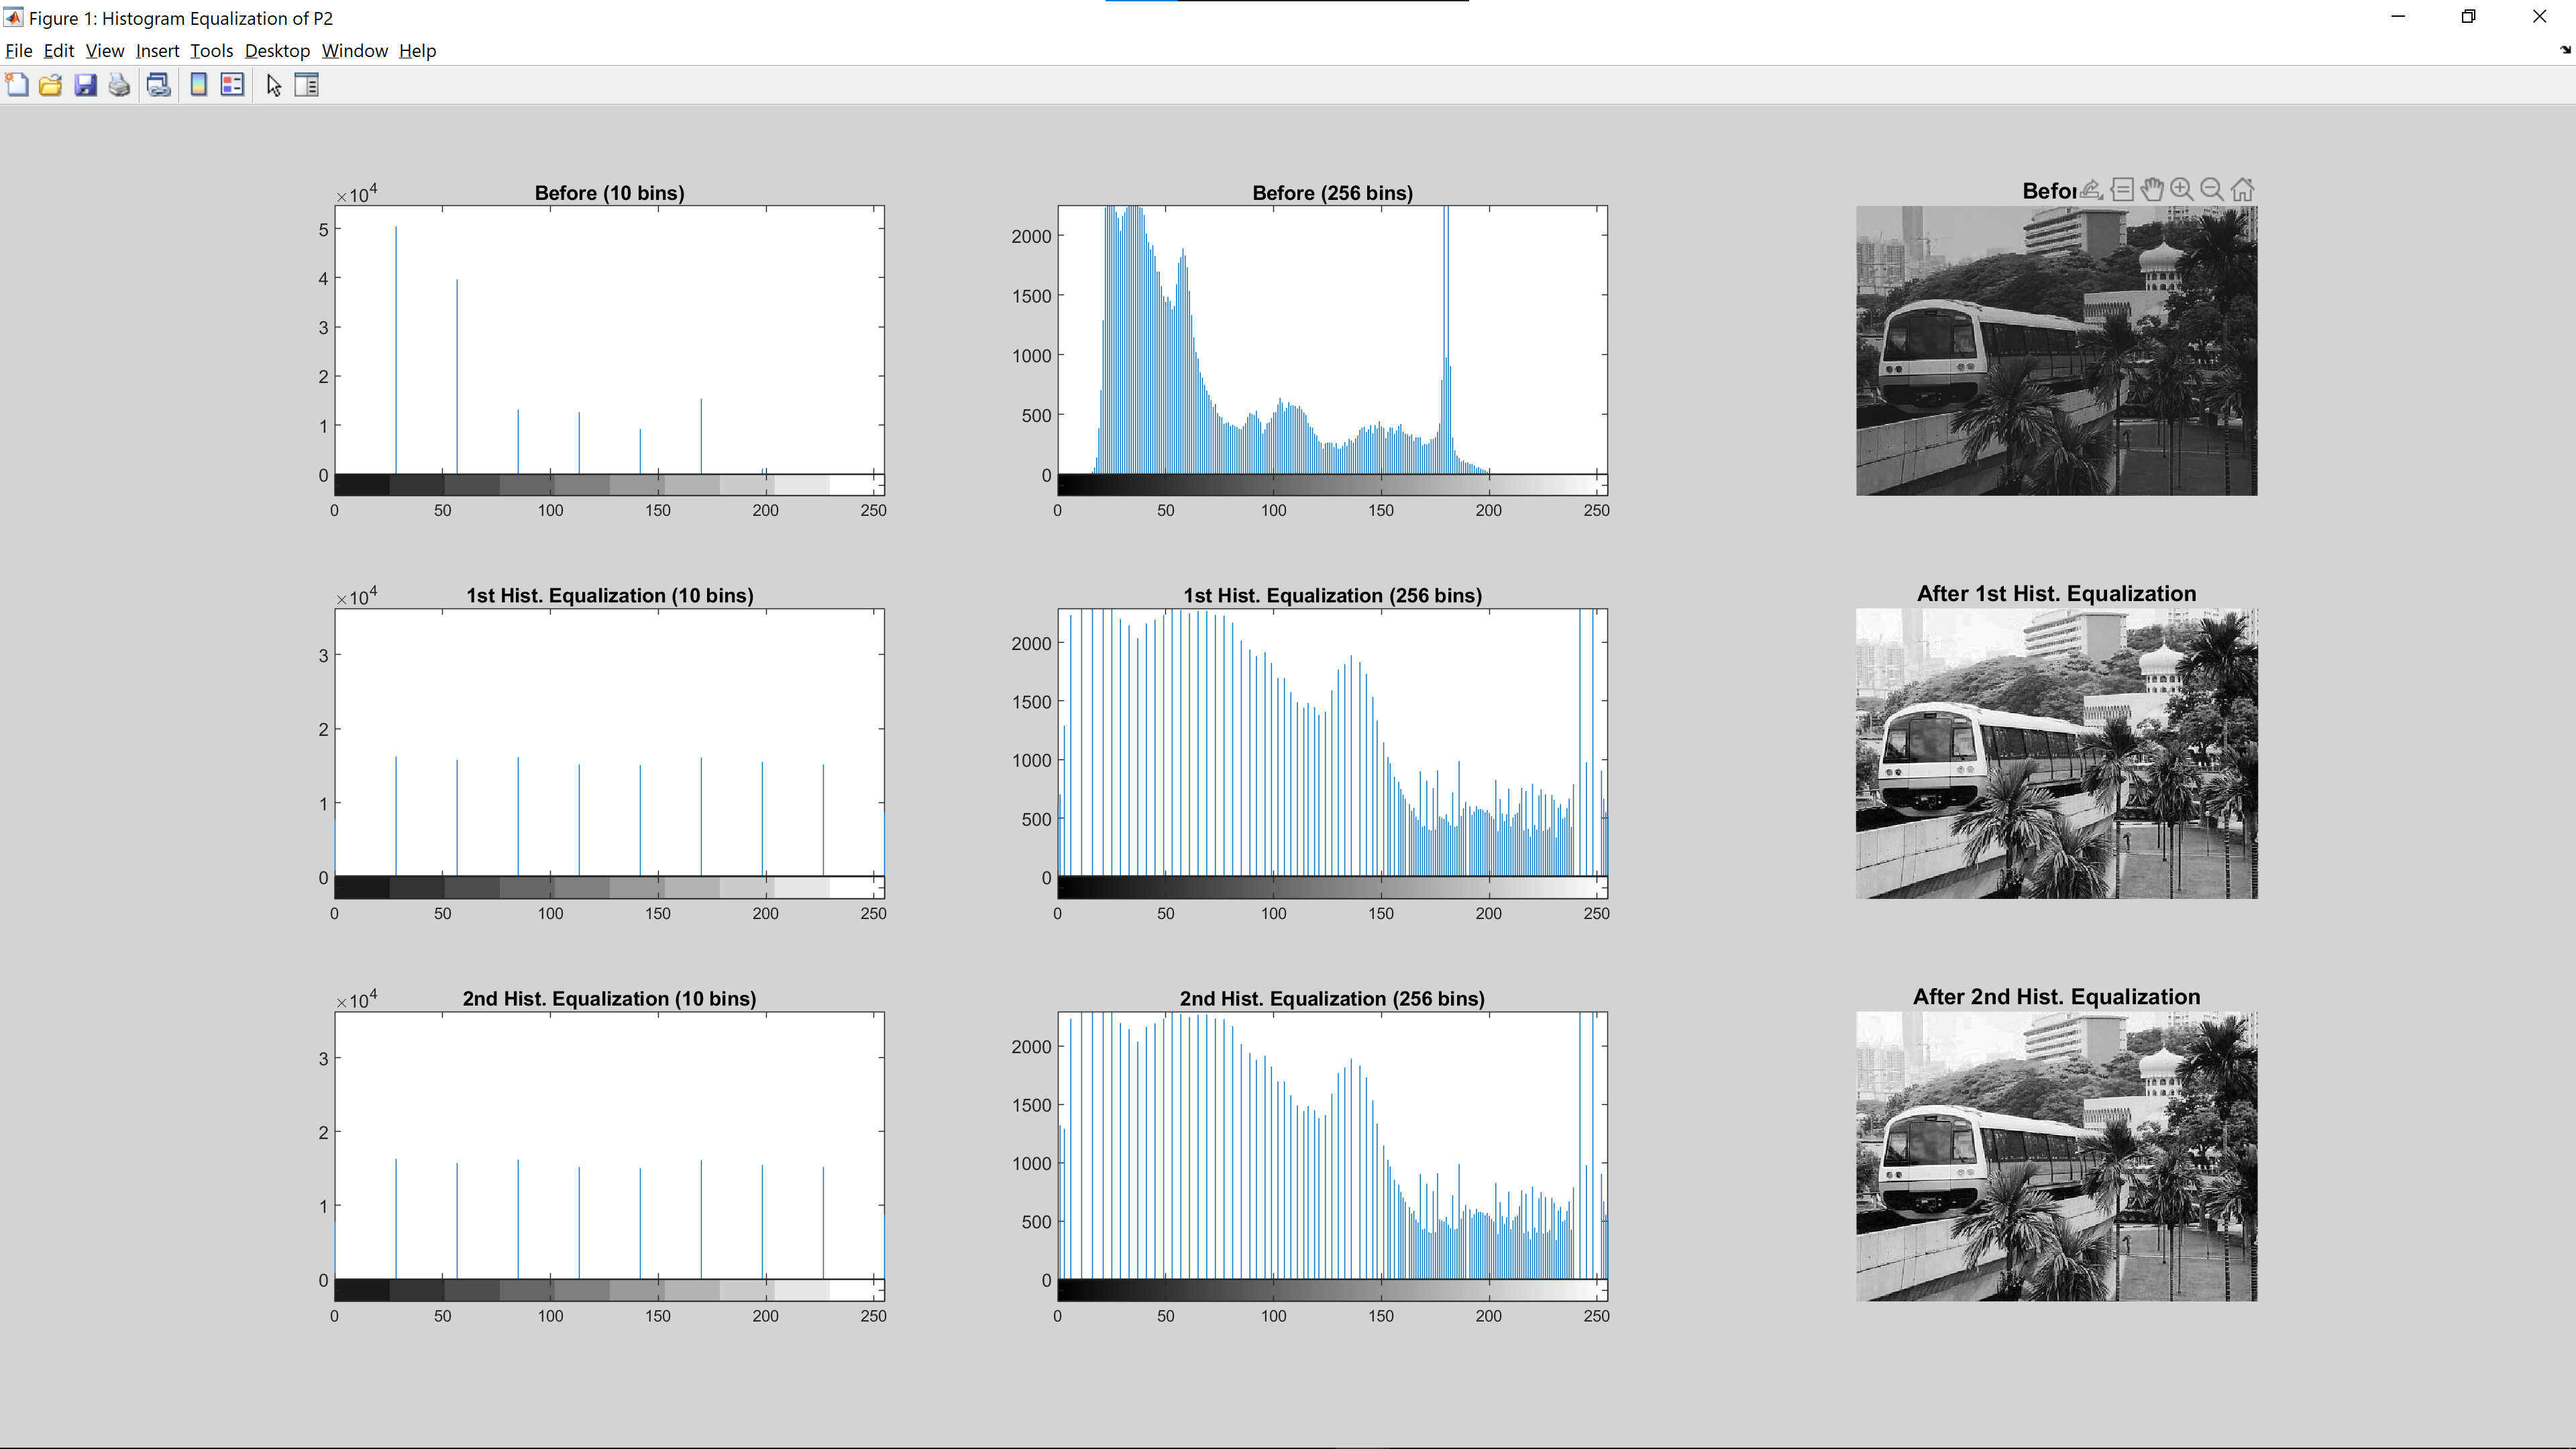 Figure 1: Histogram Equalization of P2
File Edit View Insert Tools Desktop Window Help
×10^4
Before (10 bins)
5
4
3
2
1
0
0 50 100 150 200 250
Before (256 bins)
2000
1500
1000
500
0
0 50 100 150 200 250
×10^4
1st Hist. Equalization (10 bins)
3
2
1
0
0 50 100 150 200 250
1st Hist. Equalization (256 bins)
2000
1500
1000
500
0
0 50 100 150 200 250
After 1st Hist. Equalization
×10^4
2nd Hist. Equalization (10 bins)
3
2
1
0
0 50 100 150 200 250
2nd Hist. Equalization (256 bins)
2000
1500
1000
500
0
0 50 100 150 200 250
After 2nd Hist. Equalization